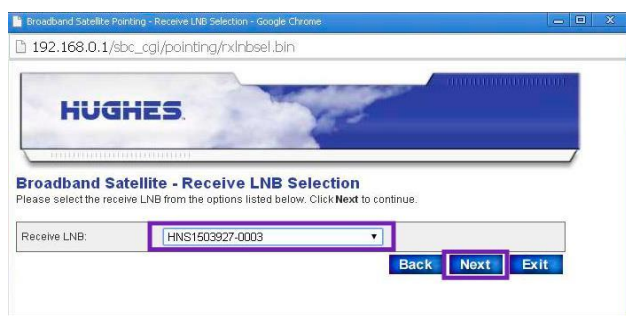 Broadband Satellite Pointing - Receive LNB Selection - Google Chrome
192.168.0.1/sbc_cgi/pointing/rxlnbsel.bin
HUGHES
Broadband Satellite - Receive LNB Selection
Please select the receive LNB from the options listed below. Click Next to continue.
Receive LNB: HNS1503927-0003
Back Next Exit